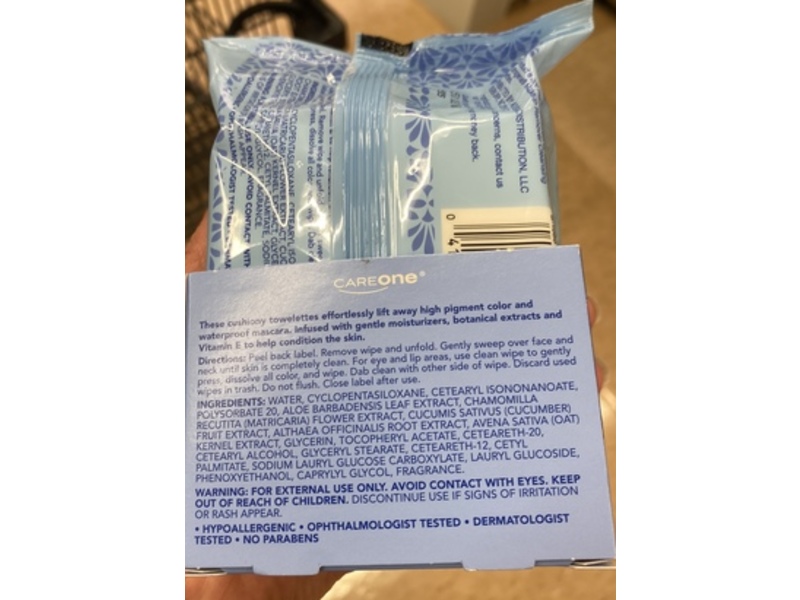 STRIBUTION, LLC
ncerns, contact us
ney back.
0
CAREone®
These cushiony towelettes effortlessly lift away high pigment color and
waterproof mascara. Infused with gentle moisturizers, botanical extracts and
Vitamin E to help condition the skin.
Directions: Peel back label. Remove wipe and unfold. Gently sweep over face and
neck until skin is completely clean. For eye and lip areas, use clean wipe to gently
press, dissolve all color, and wipe. Dab clean with other side of wipe. Discard used
wipes in trash. Do not flush. Close label after use.
INGREDIENTS: WATER, CYCLOPENTASILOXANE, CETEARYL ISONONANOATE,
POLYSORBATE 20, ALOE BARBADENSIS LEAF EXTRACT, CHAMOMILLA
RECUTITA (MATRICARIA) FLOWER EXTRACT, CUCUMIS SATIVUS (CUCUMBER)
FRUIT EXTRACT, ALTHAEA OFFICINALIS ROOT EXTRACT, AVENA SATIVA (OAT)
KERNEL EXTRACT, GLYCERIN, TOCOPHERYL ACETATE, CETEARETH-20,
CETEARYL ALCOHOL, GLYCERYL STEARATE, CETEARETH-12, CETYL
PALMITATE, SODIUM LAURYL GLUCOSE CARBOXYLATE, LAURYL GLUCOSIDE,
PHENOXYETHANOL, CAPRYLYL GLYCOL, FRAGRANCE.
WARNING: FOR EXTERNAL USE ONLY. AVOID CONTACT WITH EYES. KEEP
OUT OF REACH OF CHILDREN. DISCONTINUE USE IF SIGNS OF IRRITATION
OR RASH APPEAR.
• HYPOALLERGENIC • OPHTHALMOLOGIST TESTED • DERMATOLOGIST
TESTED • NO PARABENS